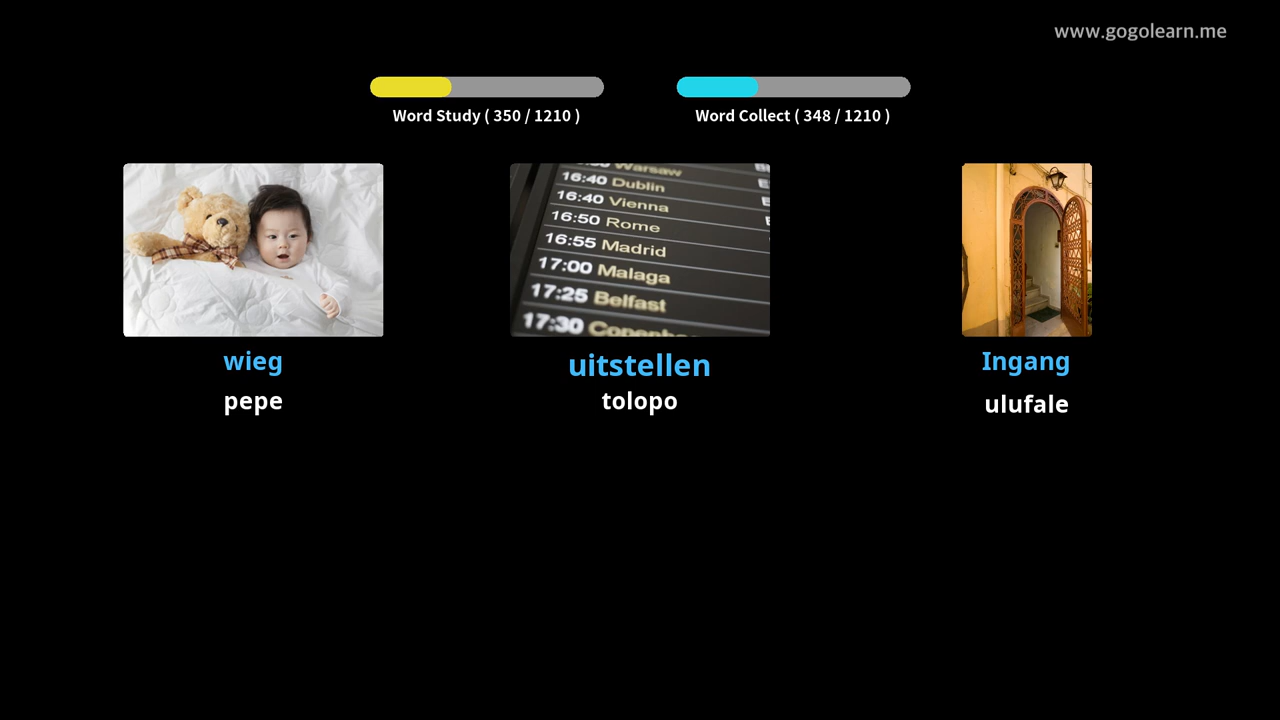 www.gogolearn.me
Word Study ( 350 / 1210 )
Word Collect ( 348 / 1210 )
Warsaw
16:40 Dublin
16:40 Vienna
16:50 Rome
16:55 Madrid
17:00 Malaga
17:25 Belfast
17:30
wieg
uitstellen
Ingang
pepe
tolopo
ulufale